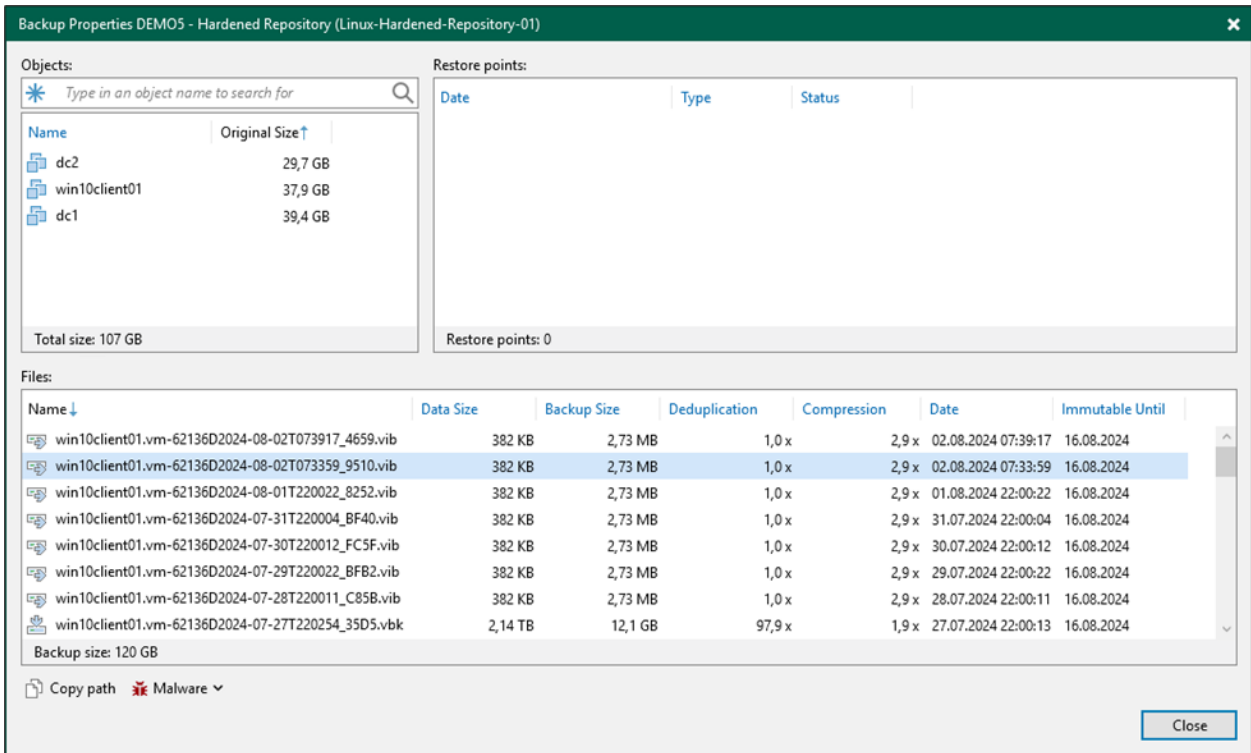 Backup Properties DEMO5 - Hardened Repository (Linux-Hardened-Repository-01)
Objects:
Type in an object name to search for
Name Original Size
dc2 29,7 GB
win10client01 37,9 GB
dc1 39,4 GB
Total size: 107 GB
Restore points:
Date Type Status
Restore points: 0
Files:
Name Data Size Backup Size Deduplication Compression Date Immutable Until
win10client01.vm-62136D2024-08-02T073917_4659.vib 382 KB 2,73 MB 1,0 x 2,9 x 02.08.2024 07:39:17 16.08.2024
win10client01.vm-62136D2024-08-02T073359_9510.vib 382 KB 2,73 MB 1,0 x 2,9 x 02.08.2024 07:33:59 16.08.2024
win10client01.vm-62136D2024-08-01T220022_8252.vib 382 KB 2,73 MB 1,0 x 2,9 x 01.08.2024 22:00:22 16.08.2024
win10client01.vm-62136D2024-07-31T220004_BF40.vib 382 KB 2,73 MB 1,0 x 2,9 x 31.07.2024 22:00:04 16.08.2024
win10client01.vm-62136D2024-07-30T220012_FC5F.vib 382 KB 2,73 MB 1,0 x 2,9 x 30.07.2024 22:00:12 16.08.2024
win10client01.vm-62136D2024-07-29T220022_BFB2.vib 382 KB 2,73 MB 1,0 x 2,9 x 29.07.2024 22:00:22 16.08.2024
win10client01.vm-62136D2024-07-28T220011_C85B.vib 382 KB 2,73 MB 1,0 x 2,9 x 28.07.2024 22:00:11 16.08.2024
win10client01.vm-62136D2024-07-27T220254_35D5.vbk 2,14 TB 12,1 GB 97,9 x 1,9 x 27.07.2024 22:00:13 16.08.2024
Backup size: 120 GB
Copy path Malware
Close